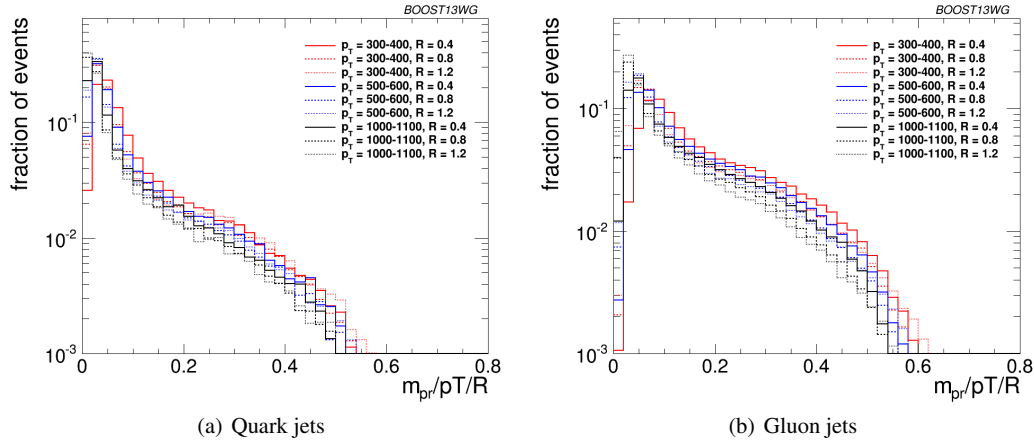 BOOST13WG
fraction of events
p_T = 300-400, R = 0.4
p_T = 300-400, R = 0.8
p_T = 300-400, R = 1.2
p_T = 500-600, R = 0.4
p_T = 500-600, R = 0.8
p_T = 500-600, R = 1.2
p_T = 1000-1100, R = 0.4
p_T = 1000-1100, R = 0.8
p_T = 1000-1100, R = 1.2
10^-1
10^-2
10^-3
0 0.2 0.4 0.6 0.8
m_pr/pT/R
(a) Quark jets
BOOST13WG
fraction of events
p_T = 300-400, R = 0.4
p_T = 300-400, R = 0.8
p_T = 300-400, R = 1.2
p_T = 500-600, R = 0.4
p_T = 500-600, R = 0.8
p_T = 500-600, R = 1.2
p_T = 1000-1100, R = 0.4
p_T = 1000-1100, R = 0.8
p_T = 1000-1100, R = 1.2
10^-1
10^-2
10^-3
0 0.2 0.4 0.6 0.8
m_pr/pT/R
(b) Gluon jets